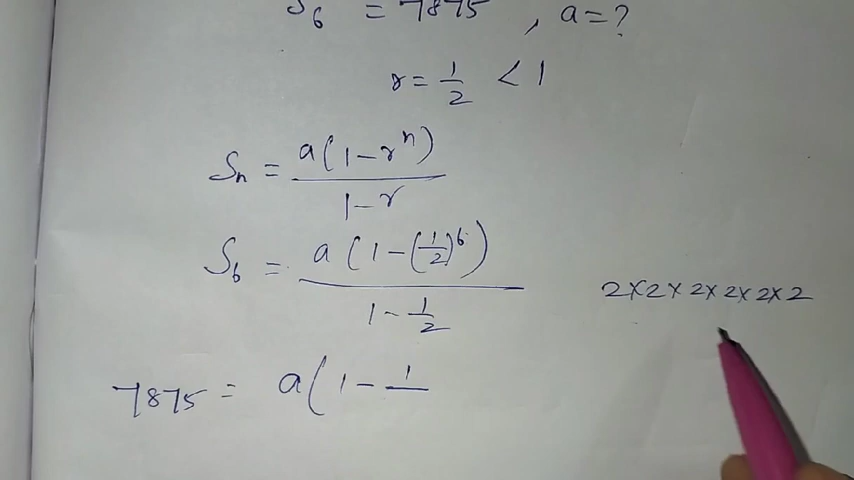 S₆ = 7875 , a = ?
r = 1/2 < 1
Sₙ = a(1 - rⁿ) / 1 - r
S₆ = a(1 - (1/2)⁶) / 1 - 1/2
2×2×2×2×2×2
7875 = a(1 - 1/